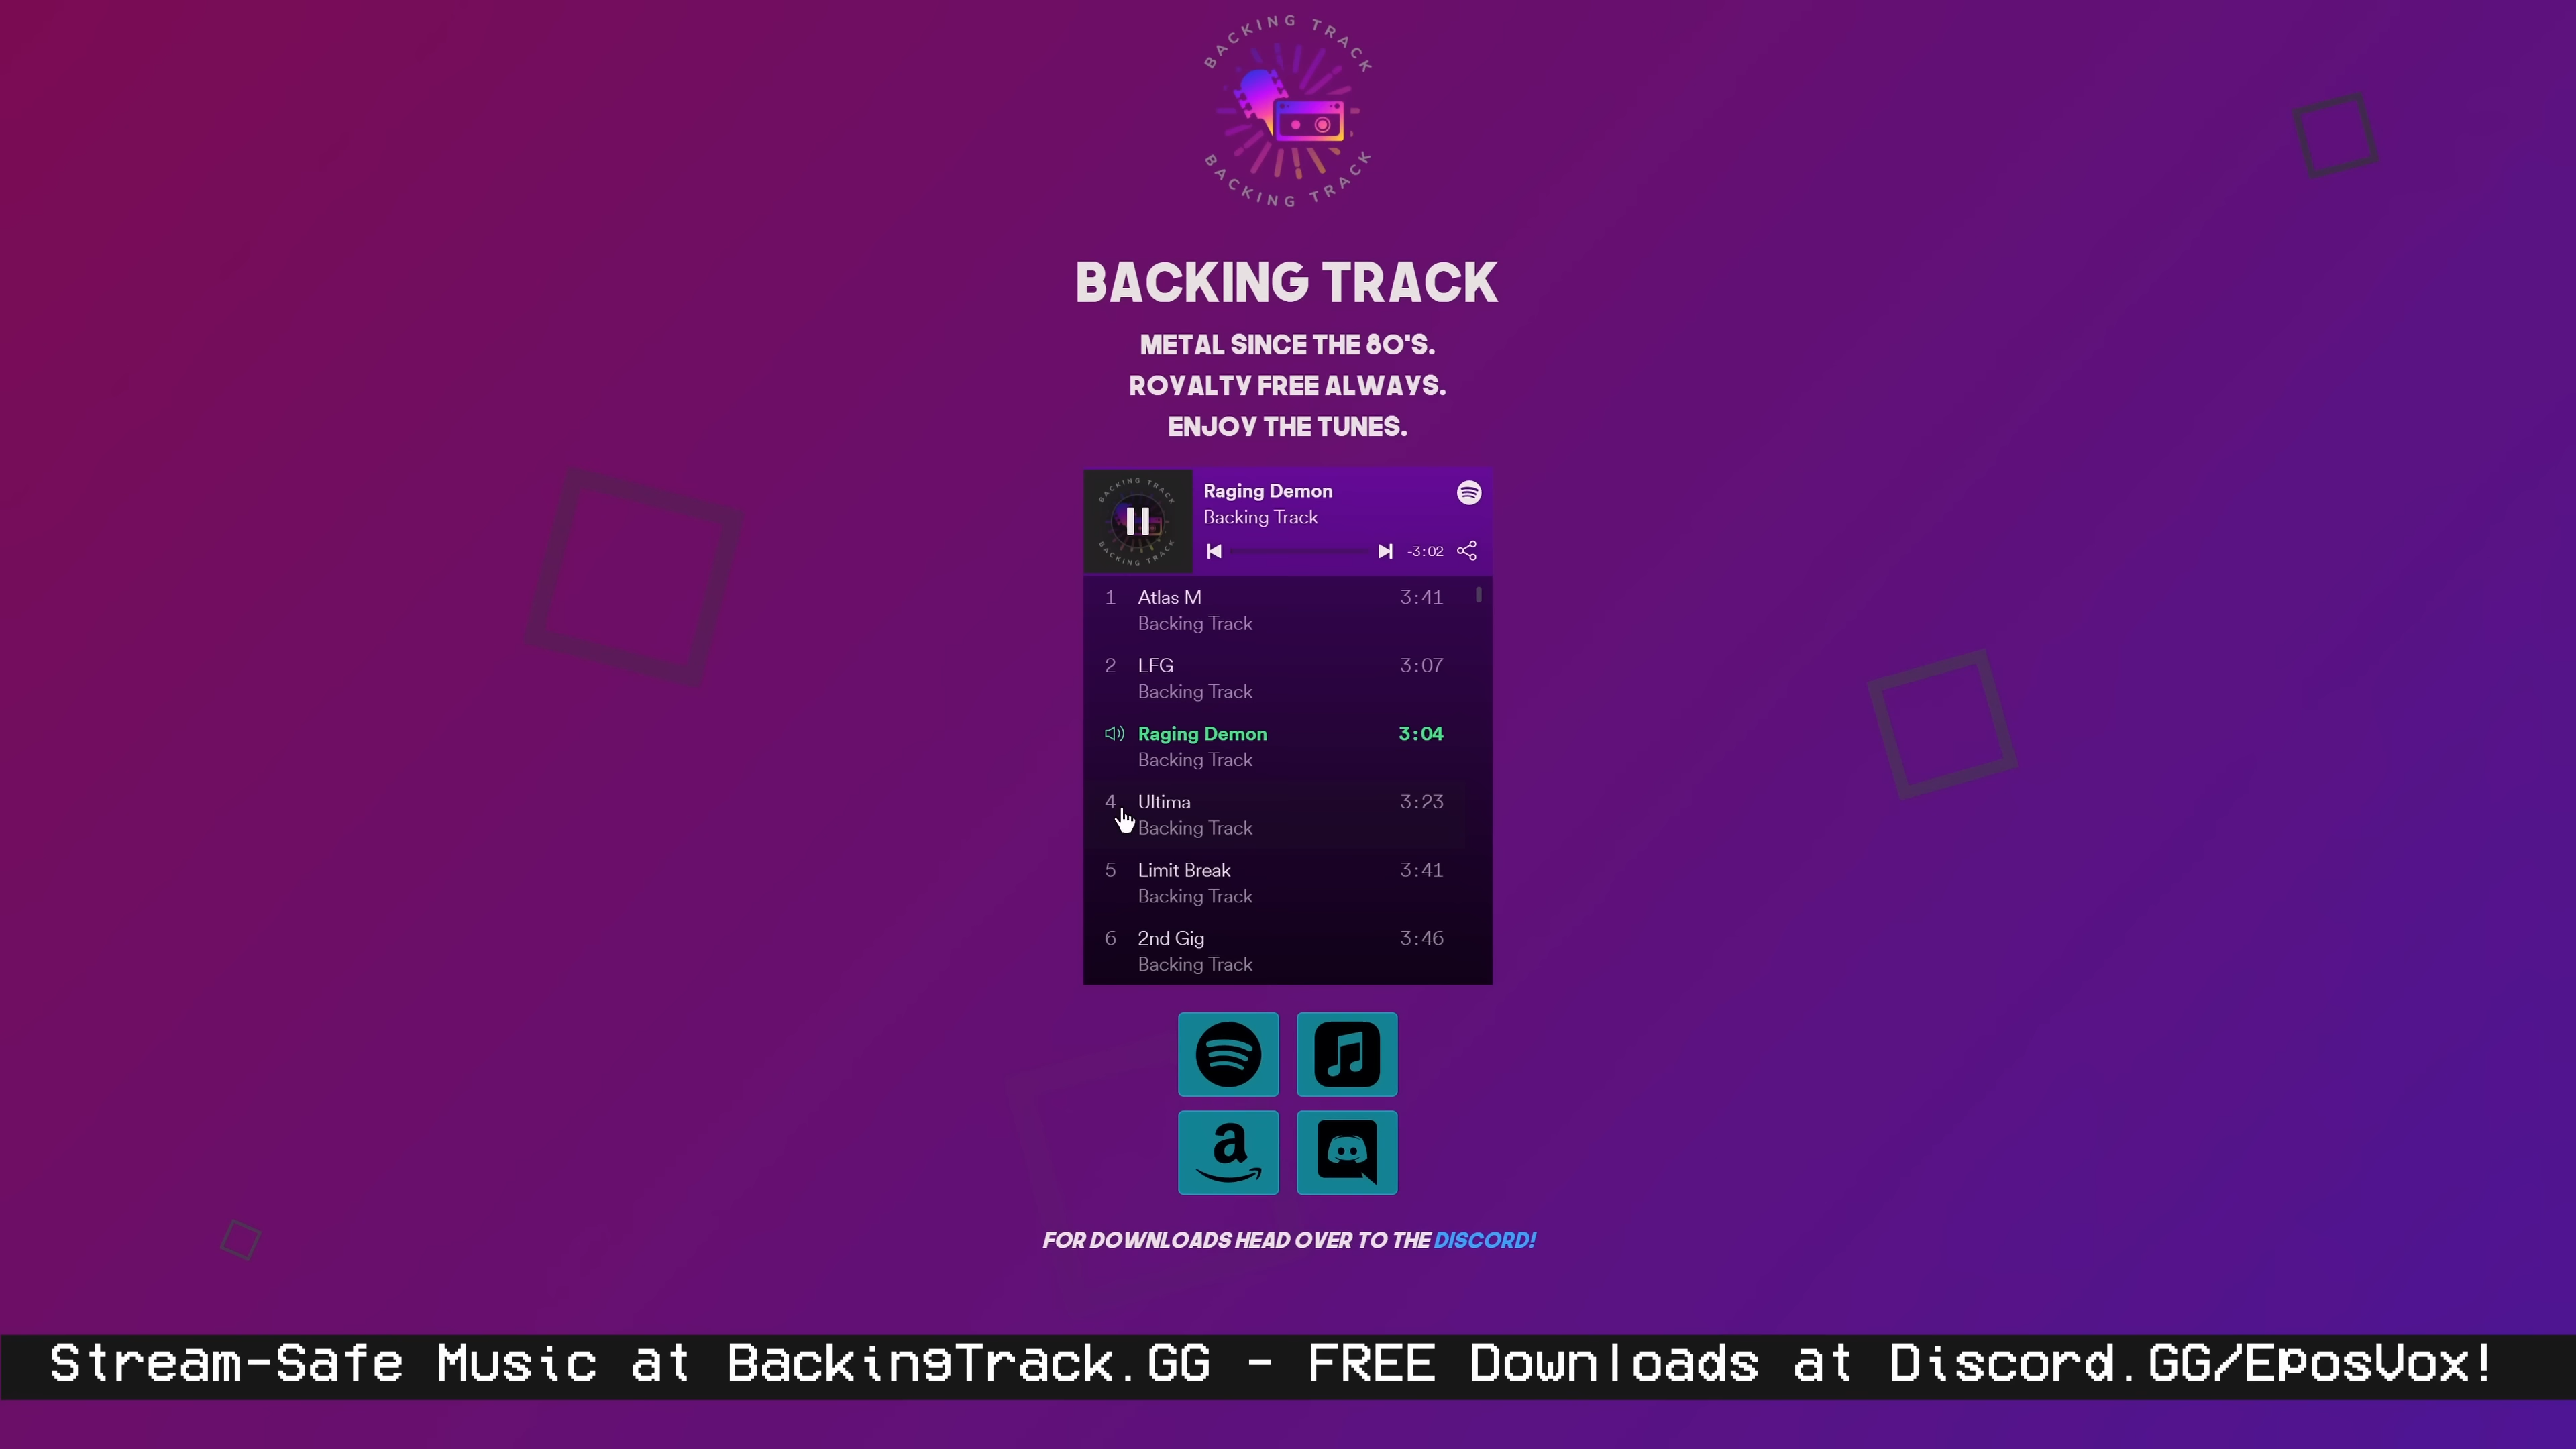 BACKING TRACK
BACKING TRACK
BACKING TRACK
METAL SINCE THE 80'S.
ROYALTY FREE ALWAYS.
ENJOY THE TUNES.
BACKING TRACK
BACKING TRACK
Raging Demon
Backing Track
-3:02
1 Atlas M 3:41
Backing Track
2 LFG 3:07
Backing Track
Raging Demon 3:04
Backing Track
4 Ultima 3:23
Backing Track
5 Limit Break 3:41
Backing Track
6 2nd Gig 3:46
Backing Track
a
FOR DOWNLOADS HEAD OVER TO THE DISCORD!
Stream-Safe Music at BackingTrack.GG - FREE Downloads at Discord.GG/EposVox!